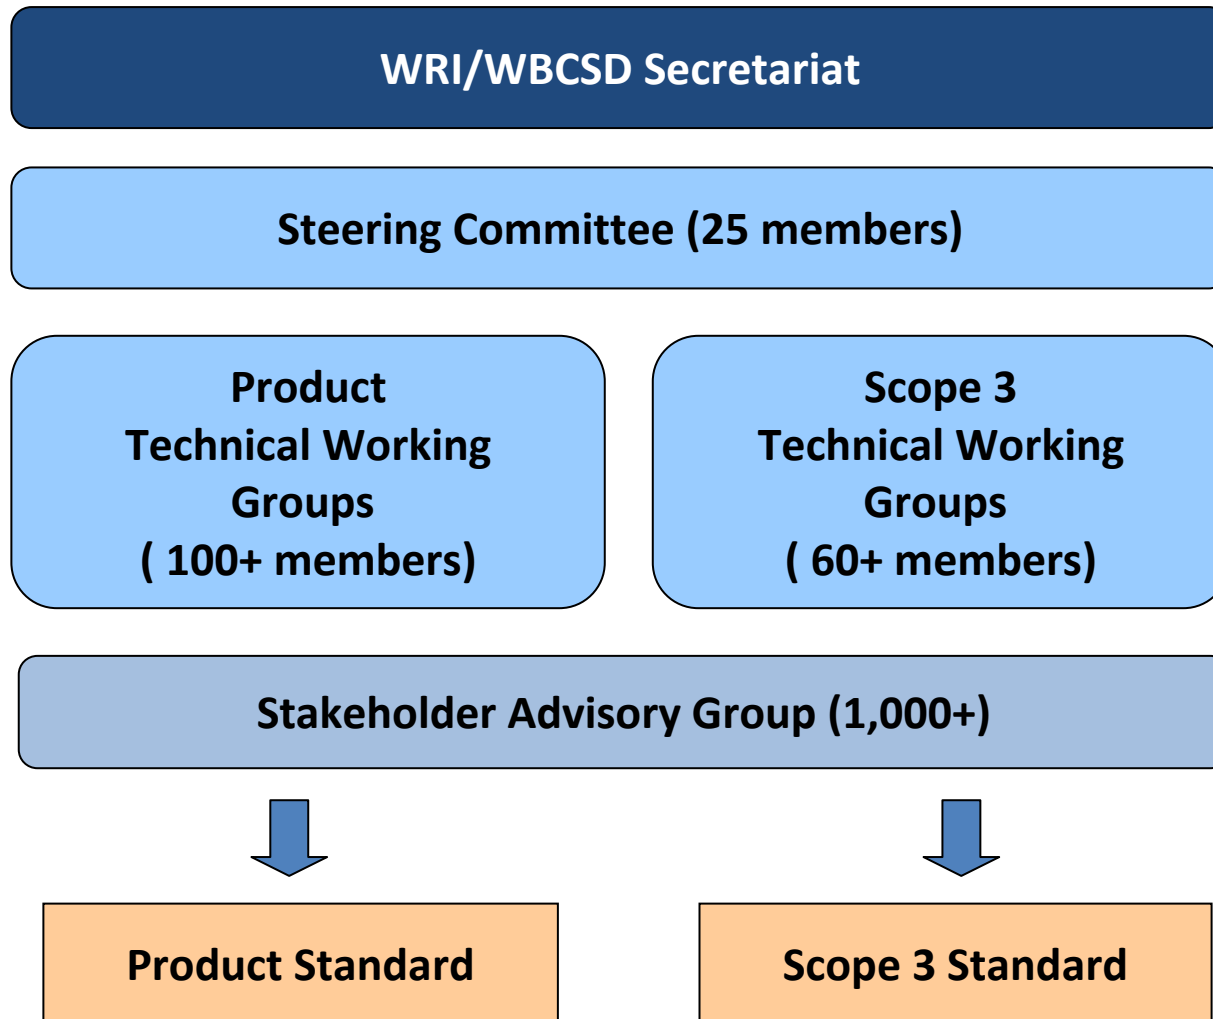 WRI/WBCSD Secretariat
Steering Committee (25 members)
Product
Technical Working
Groups
( 100+ members)
Scope 3
Technical Working
Groups
( 60+ members)
Stakeholder Advisory Group (1,000+)
Product Standard
Scope 3 Standard